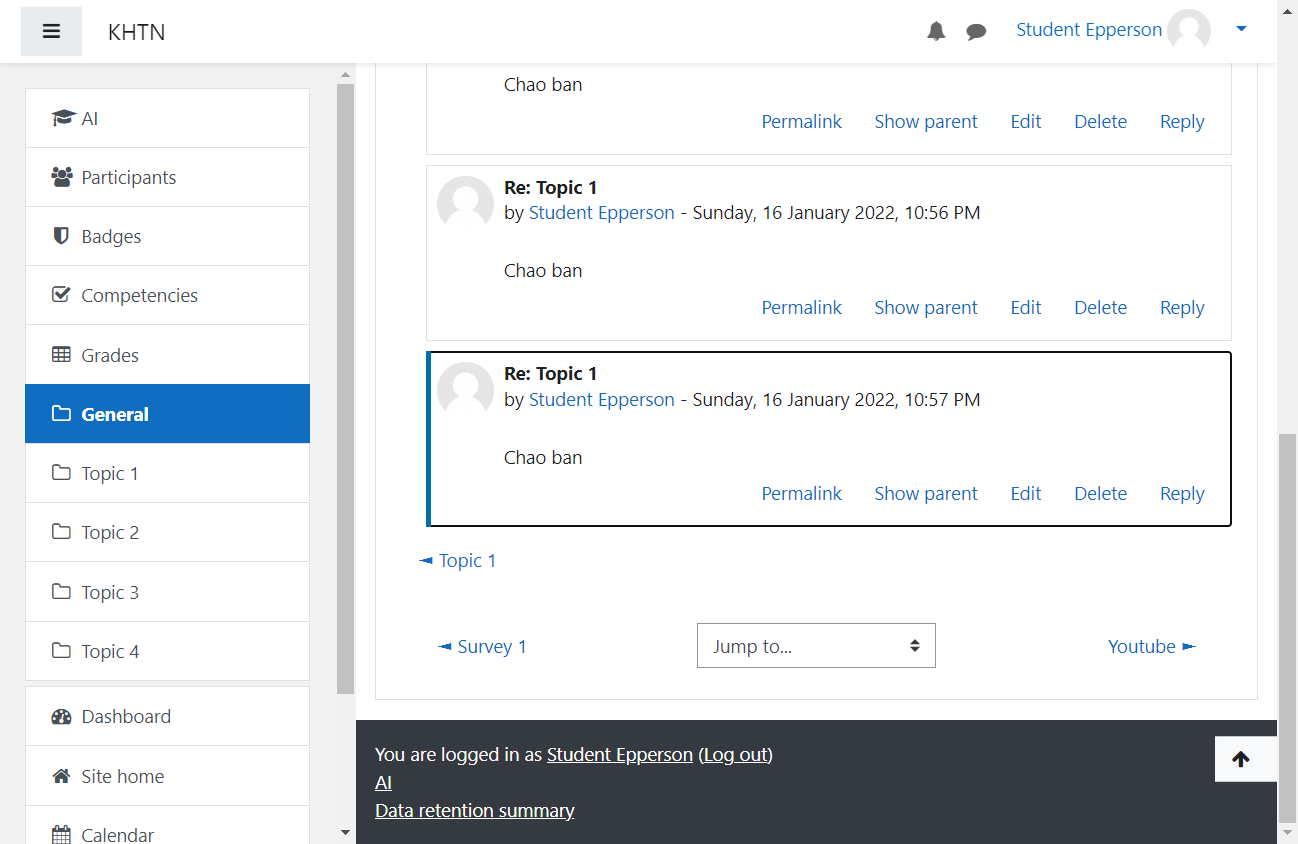 KHTN
Student Epperson
AI
Participants
Badges
Competencies
Grades
General
Topic 1
Topic 2
Topic 3
Topic 4
Dashboard
Site home
Calendar
Chao ban
Permalink Show parent Edit Delete Reply
Re: Topic 1
by Student Epperson - Sunday, 16 January 2022, 10:56 PM
Chao ban
Permalink Show parent Edit Delete Reply
Re: Topic 1
by Student Epperson - Sunday, 16 January 2022, 10:57 PM
Chao ban
Permalink Show parent Edit Delete Reply
◄ Topic 1
◄ Survey 1
Jump to...
Youtube ►
You are logged in as Student Epperson (Log out)
AI
Data retention summary